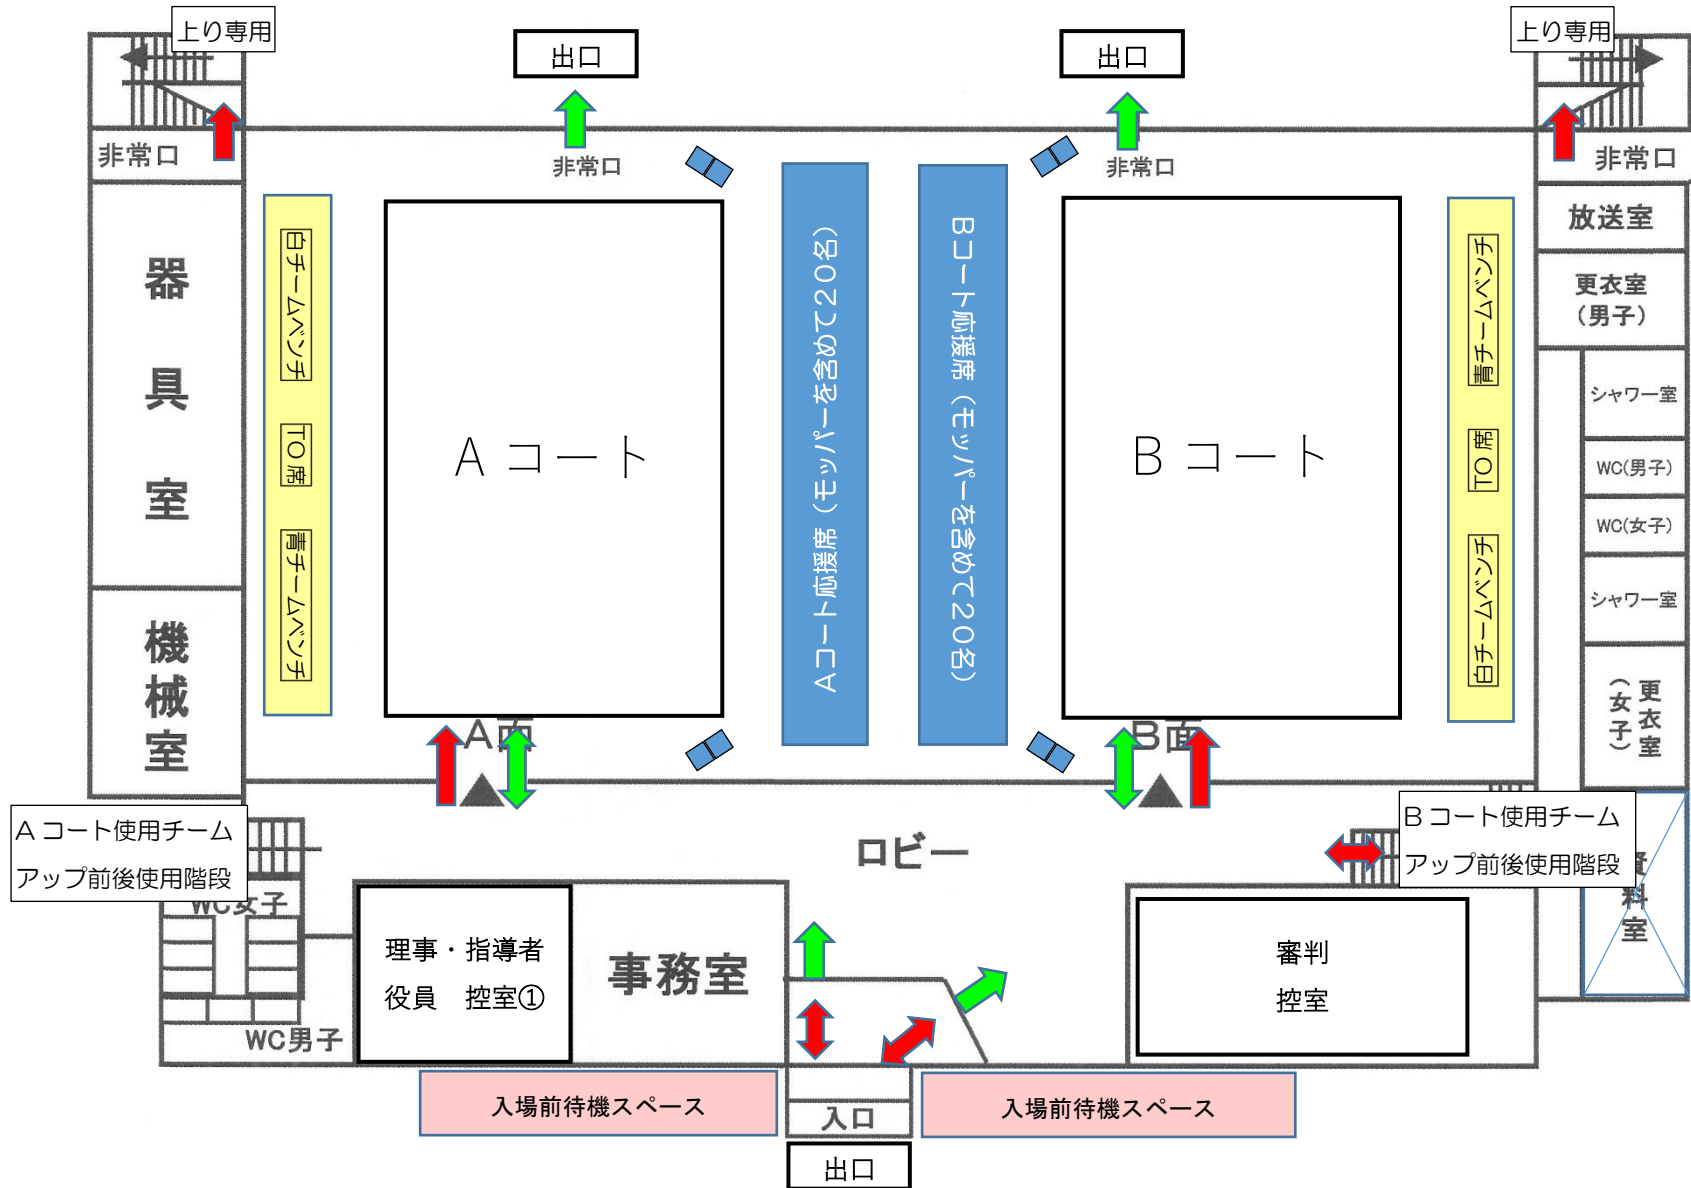 上り専用
出口
出口
上り専用
非常口
非常口
非常口
非常口
器具室
白チームベンチ
TO席
青チームベンチ
Aコート
Aコート応援席（モッパーを含めて２０名）
Bコート応援席（モッパーを含めて２０名）
Bコート
青チームベンチ
TO席
白チームベンチ
放送室
更衣室
（男子）
シャワー室
WC(男子)
WC(女子)
シャワー室
更衣室
（女子）
機械室
A面
B面
Aコート使用チーム
アップ前後使用階段
ロビー
Bコート使用チーム
アップ前後使用階段
資料室
WC女子
理事・指導者
役員　控室①
事務室
審判
控室
WC男子
入場前待機スペース
入口
入場前待機スペース
出口